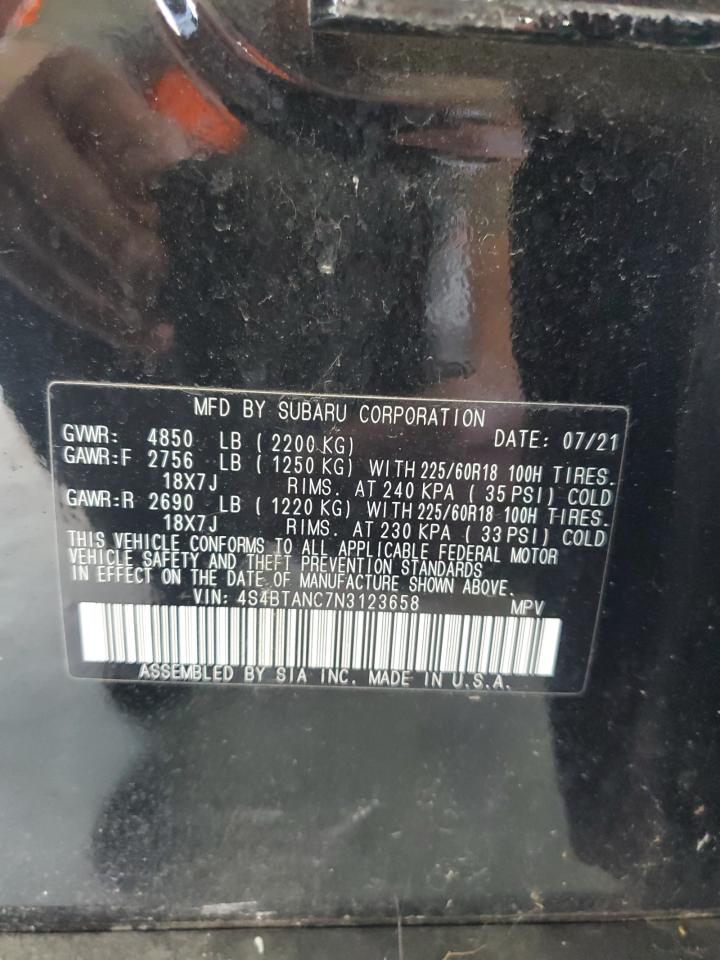 MFD BY SUBARU CORPORATION
GVWR: 4850 LB ( 2200 KG) DATE: 07/21
GAWR:F 2756 LB ( 1250 KG) WITH 225/60R18 100H TIRES.
18X7J RIMS. AT 240 KPA ( 35 PSI) COLD
GAWR:R 2690 LB ( 1220 KG) WITH 225/60R18 100H TIRES.
18X7J RIMS. AT 230 KPA ( 33 PSI) COLD
THIS VEHICLE CONFORMS TO ALL APPLICABLE FEDERAL MOTOR
VEHICLE SAFETY AND THEFT PREVENTION STANDARDS
IN EFFECT ON THE DATE OF MANUFACTURE SHOWN ABOVE.
VIN: 4S4BTANC7N3123658 MPV
ASSEMBLED BY SIA INC. MADE IN U.S.A.